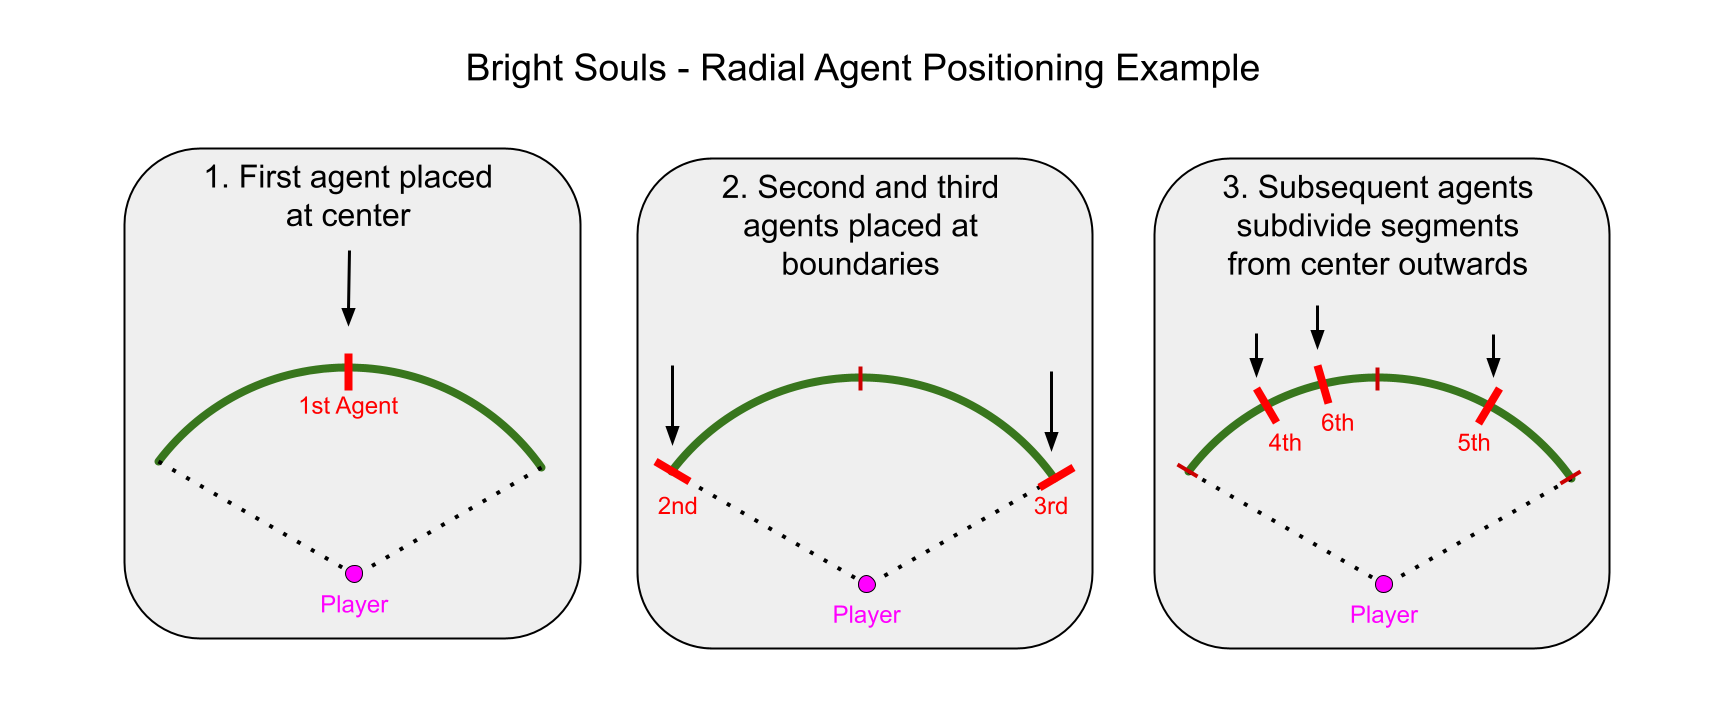 Bright Souls - Radial Agent Positioning Example
1. First agent placed
at center
1st Agent
Player
2. Second and third
agents placed at
boundaries
2nd
3rd
Player
3. Subsequent agents
subdivide segments
from center outwards
4th
6th
5th
Player